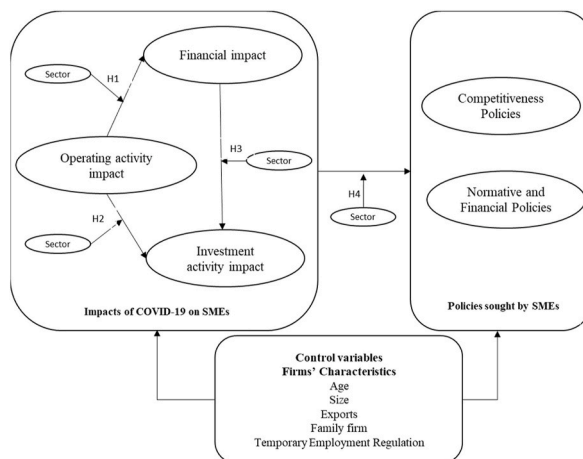 Financial impact
Sector
H1
Operating activity
impact
H3
Sector
Sector
H2
Investment
activity impact
Impacts of COVID-19 on SMEs
H4
Sector
Competitiveness
Policies
Normative and
Financial Policies
Policies sought by SMEs
Control variables
Firms' Characteristics
Age
Size
Exports
Family firm
Temporary Employment Regulation